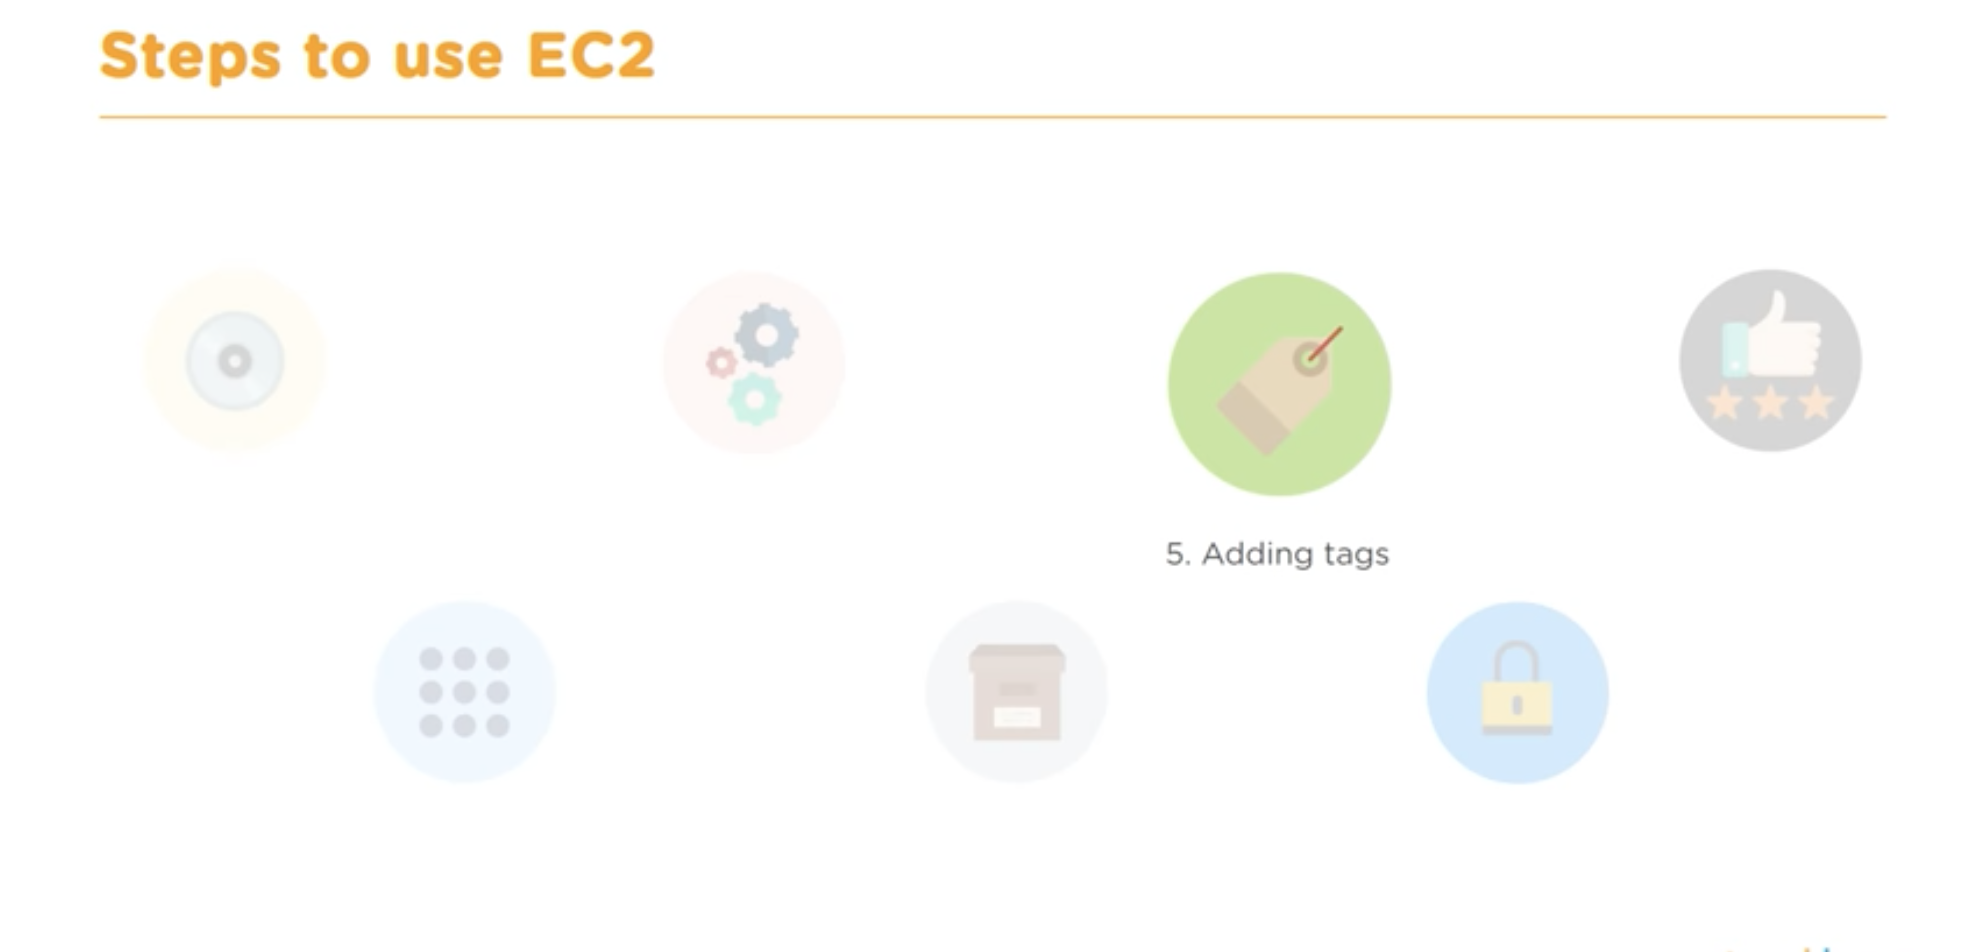 Steps to use EC2
5. Adding tags